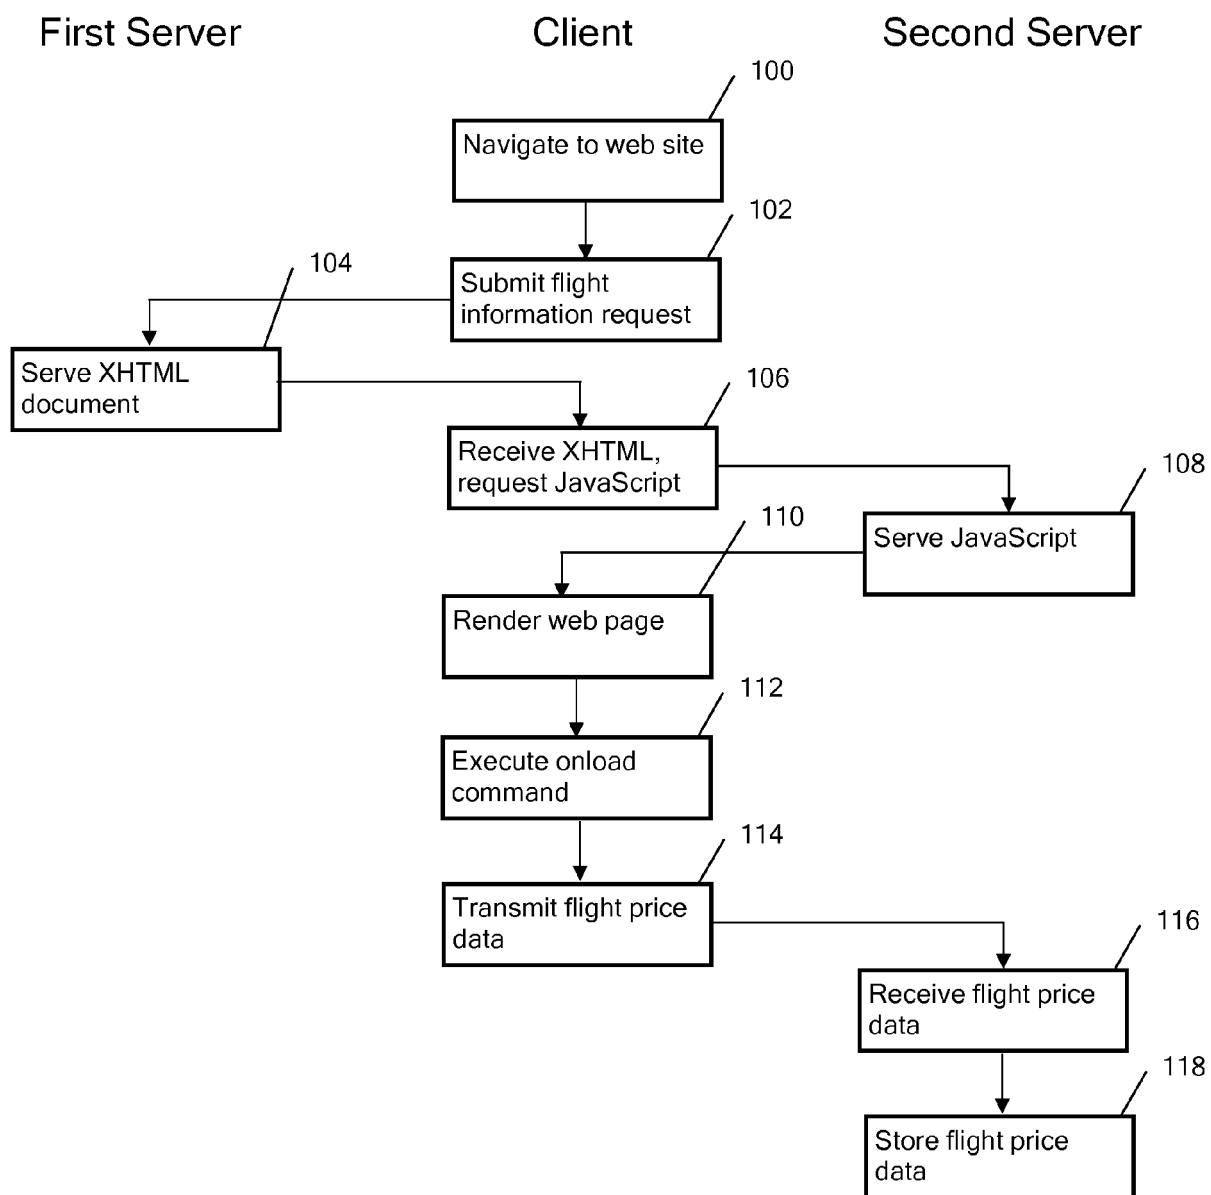 First Server
Client
Second Server
100
Navigate to web site
102
Submit flight
information request
104
Serve XHTML
document
106
Receive XHTML,
request JavaScript
108
Serve JavaScript
110
Render web page
112
Execute onload
command
114
Transmit flight price
data
116
Receive flight price
data
118
Store flight price
data